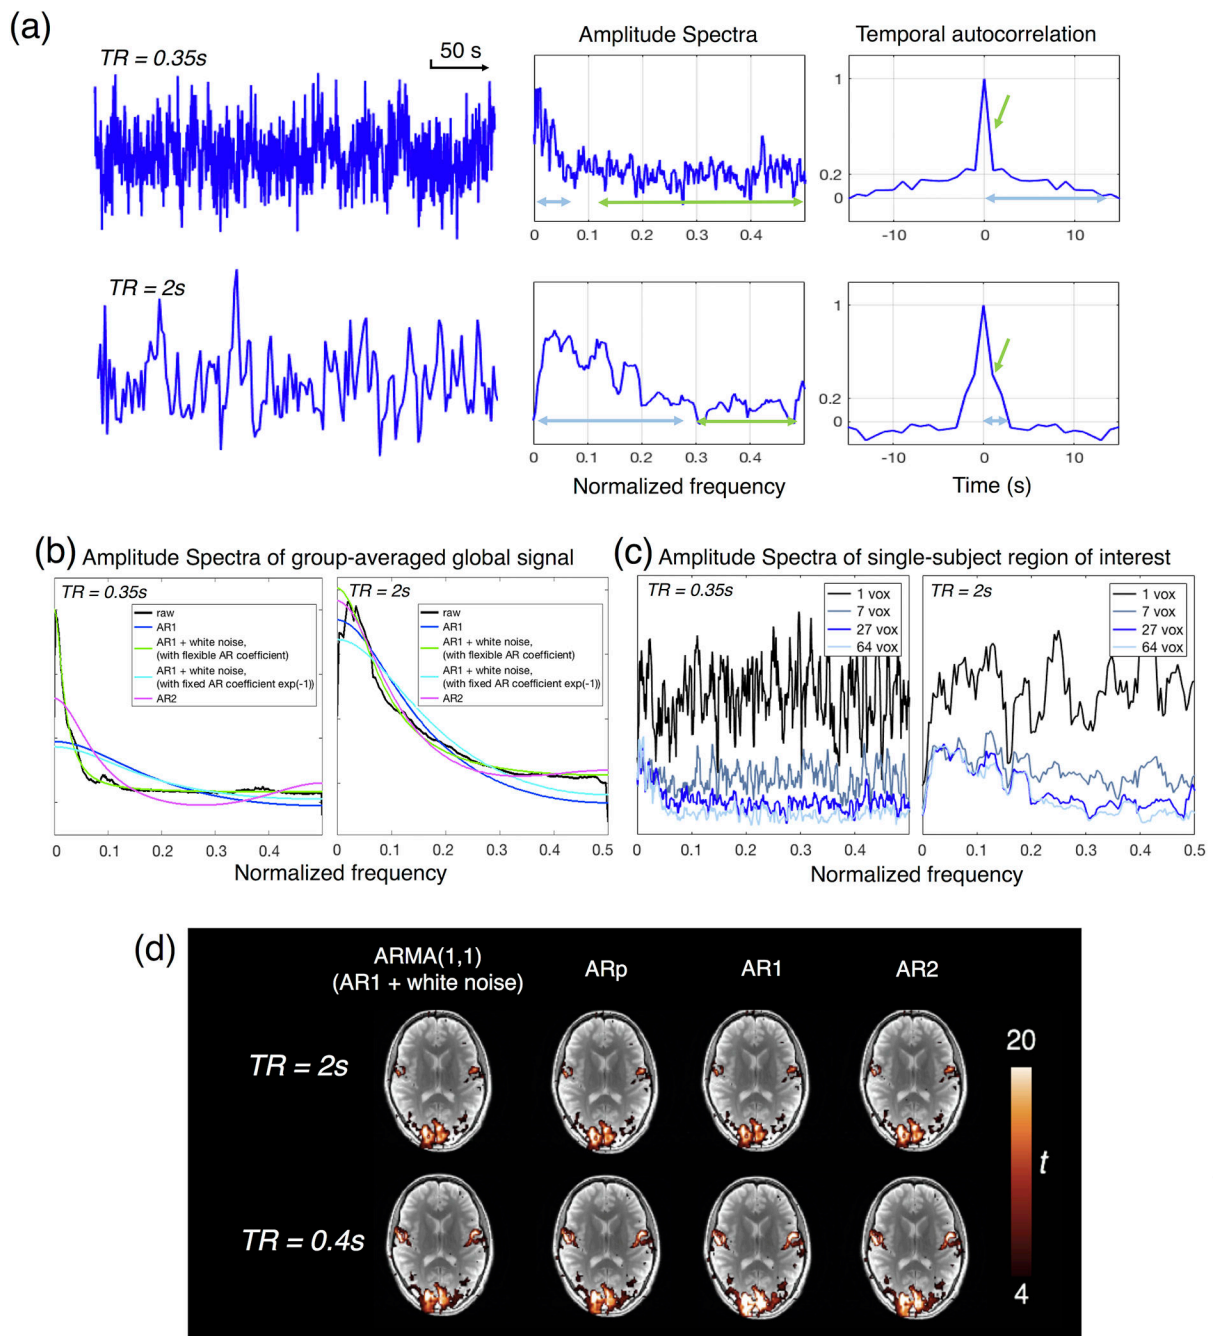 (a)
TR = 0.35s
50 s
Amplitude Spectra
Temporal autocorrelation
1
0.2
0
0
0.1
0.2
0.3
0.4
-10
0
10
TR = 2s
1
0.2
0
0
0.1
0.2
0.3
0.4
-10
0
10
Normalized frequency
Time (s)
(b)
Amplitude Spectra of group-averaged global signal
TR = 0.35s
raw
AR1
AR1 + white noise,
(with flexible AR coefficient)
AR1 + white noise,
(with fixed AR coefficient exp(-1))
AR2
TR = 2s
raw
AR1
AR1 + white noise,
(with flexible AR coefficient)
AR1 + white noise,
(with fixed AR coefficient exp(-1))
AR2
0
0.1
0.2
0.3
0.4
0
0.1
0.2
0.3
0.4
0.5
Normalized frequency
(c)
Amplitude Spectra of single-subject region of interest
TR = 0.35s
1 vox
7 vox
27 vox
64 vox
TR = 2s
1 vox
7 vox
27 vox
64 vox
0
0.1
0.2
0.3
0.4
0
0.1
0.2
0.3
0.4
0.5
Normalized frequency
(d)
ARMA(1,1)
(AR1 + white noise)
ARp
AR1
AR2
TR = 2s
TR = 0.4s
20
t
4